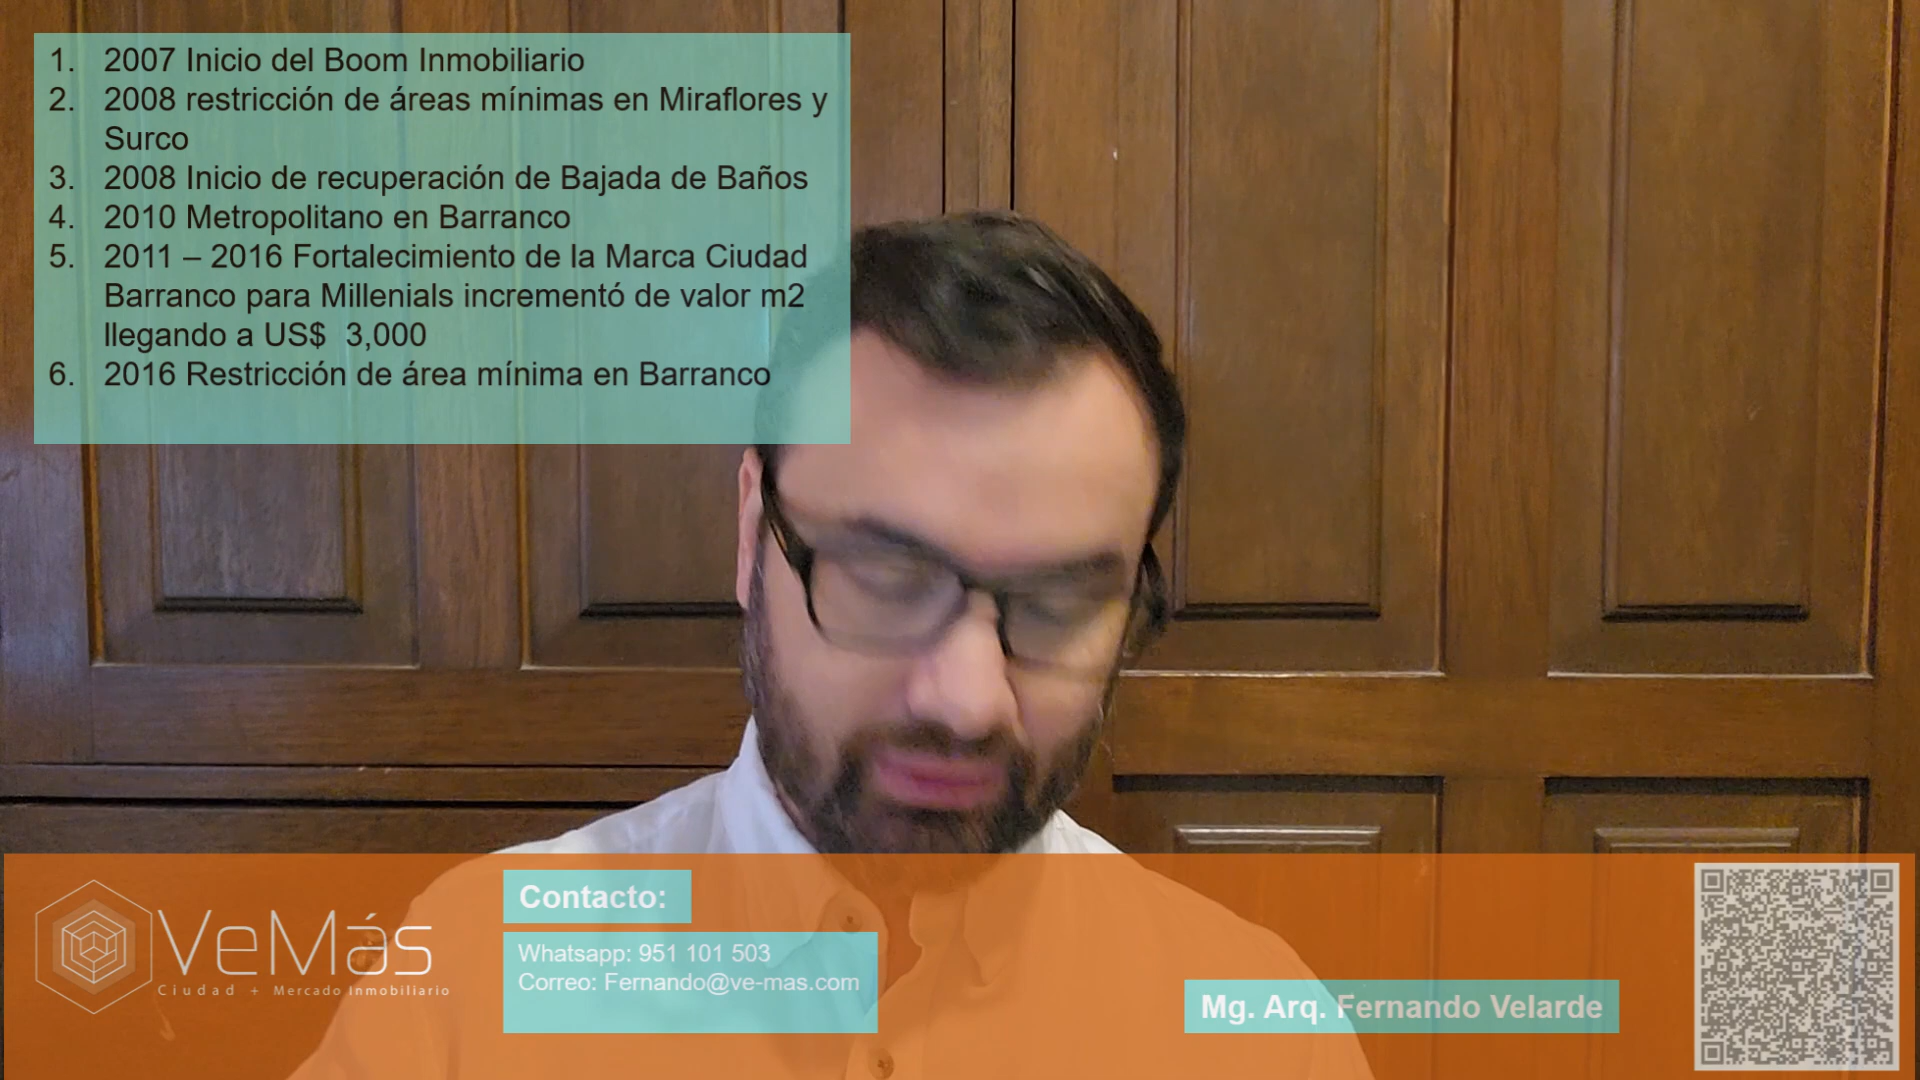 1. 2007 Inicio del Boom Inmobiliario
2. 2008 restricción de áreas mínimas en Miraflores y
Surco
3. 2008 Inicio de recuperación de Bajada de Baños
4. 2010 Metropolitano en Barranco
5. 2011 – 2016 Fortalecimiento de la Marca Ciudad
Barranco para Millenials incrementó de valor m2
llegando a US$  3,000
6. 2016 Restricción de área mínima en Barranco
VeMás
Ciudad + Mercado Inmobiliario
Contacto:
Whatsapp: 951 101 503
Correo: Fernando@ve-mas.com
Mg. Arq. Fernando Velarde